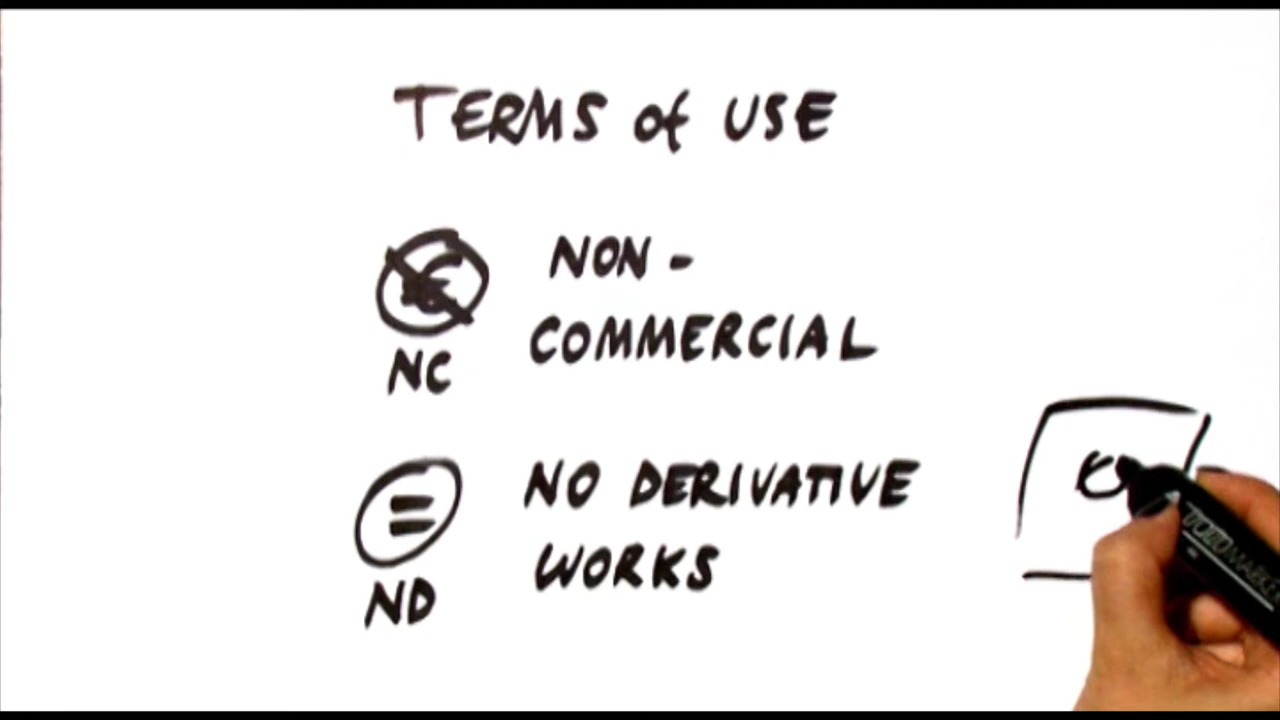 TERMS of USE
NON -
COMMERCIAL
NC
NO DERIVATIVE
WORKS
ND